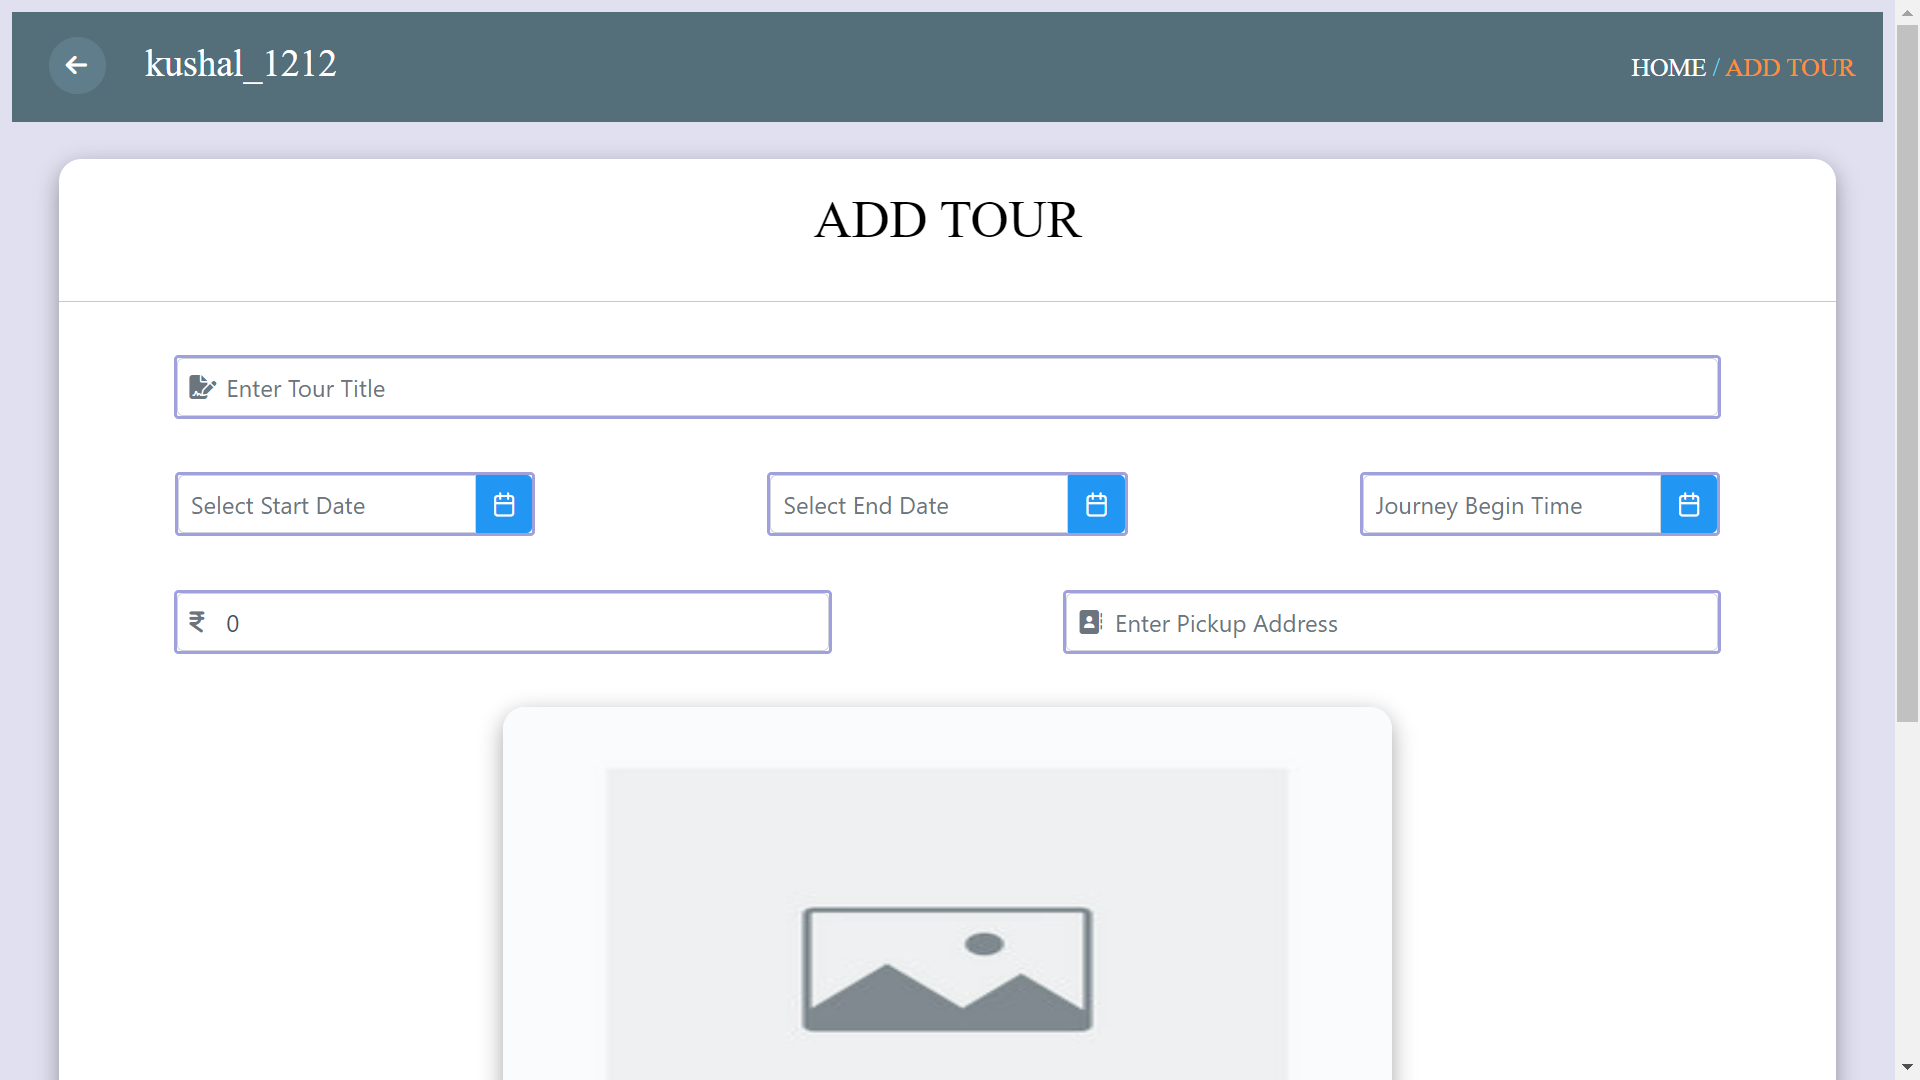 kushal_1212
HOME / ADD TOUR
ADD TOUR
Enter Tour Title
Select Start Date
Select End Date
Journey Begin Time
₹ 0
Enter Pickup Address